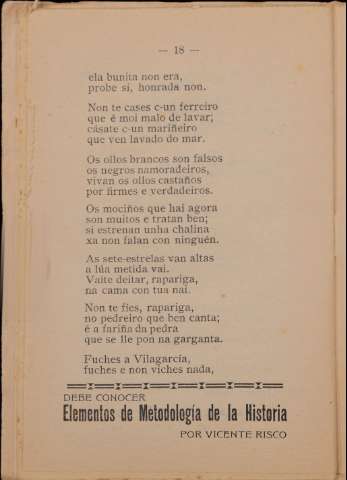 — 18 —
ela bunita non era,
probe si, honrada non.
Non te cases c-un ferreiro
que é moi malo de lavar;
cásate c-un mariñeiro
que ven lavado do mar.
Os ollos brancos son falsos
os negros namoradeiros,
vivan os ollos castaños
por firmes e verdadeiros.
Os mociños que hai agora
son muitos e tratan ben;
si estrenan unha chalina
xa non falan con ninguén.
As sete-estrelas van altas
a lúa metida vai.
Vaite deitar, rapariga,
na cama con tua nai.
Non te fies, rapariga,
no pedreiro que ben canta;
é a fariña da pedra
que se lle pon na garganta.
Fuches a Vilagarcía,
fuches e non viches nada,
DEBE CONOCER
Elementos de Metodología de la Historia
POR VICENTE RISCO